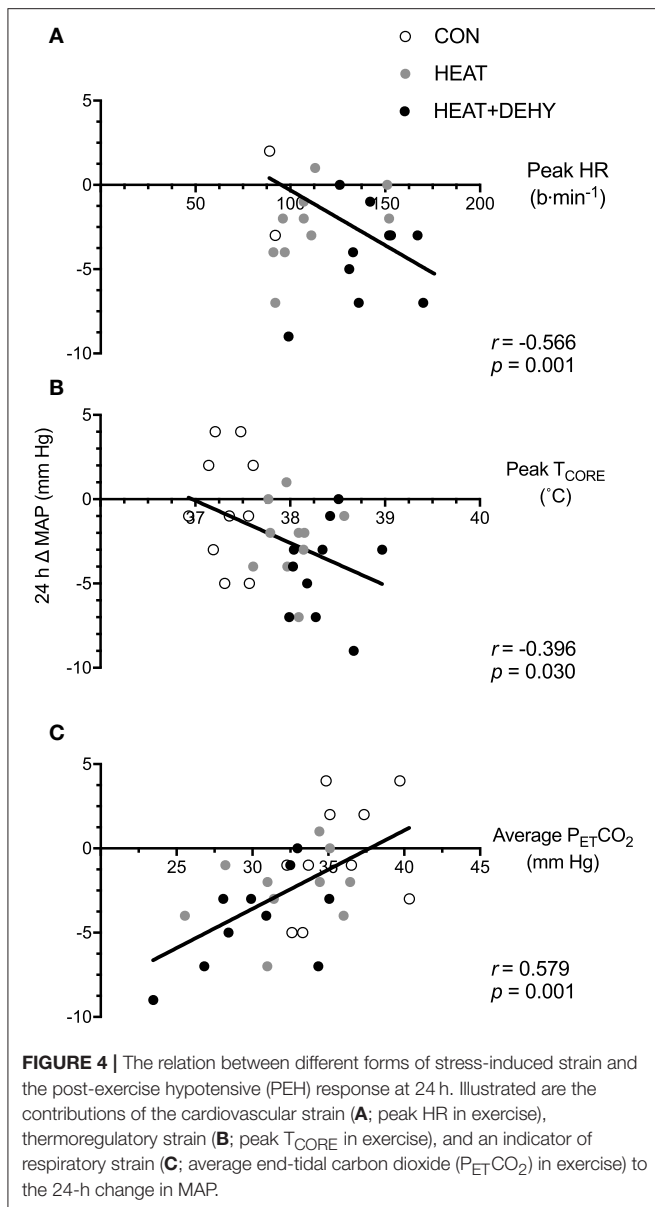 A
CON
HEAT
HEAT+DEHY
5
0
-5
-10
50
100
150
200
Peak HR
(b·min⁻¹)
r = -0.566
p = 0.001
B
24 h Δ MAP (mm Hg)
5
0
-5
-10
37
38
39
40
Peak T_CORE
(˚C)
r = -0.396
p = 0.030
C
5
0
-5
-10
25
30
35
40
45
Average P_ETCO₂
(mm Hg)
r = 0.579
p = 0.001
FIGURE 4 | The relation between different forms of stress-induced strain and
the post-exercise hypotensive (PEH) response at 24 h. Illustrated are the
contributions of the cardiovascular strain (A; peak HR in exercise),
thermoregulatory strain (B; peak T_CORE in exercise), and an indicator of
respiratory strain (C; average end-tidal carbon dioxide (P_ETCO₂) in exercise) to
the 24-h change in MAP.